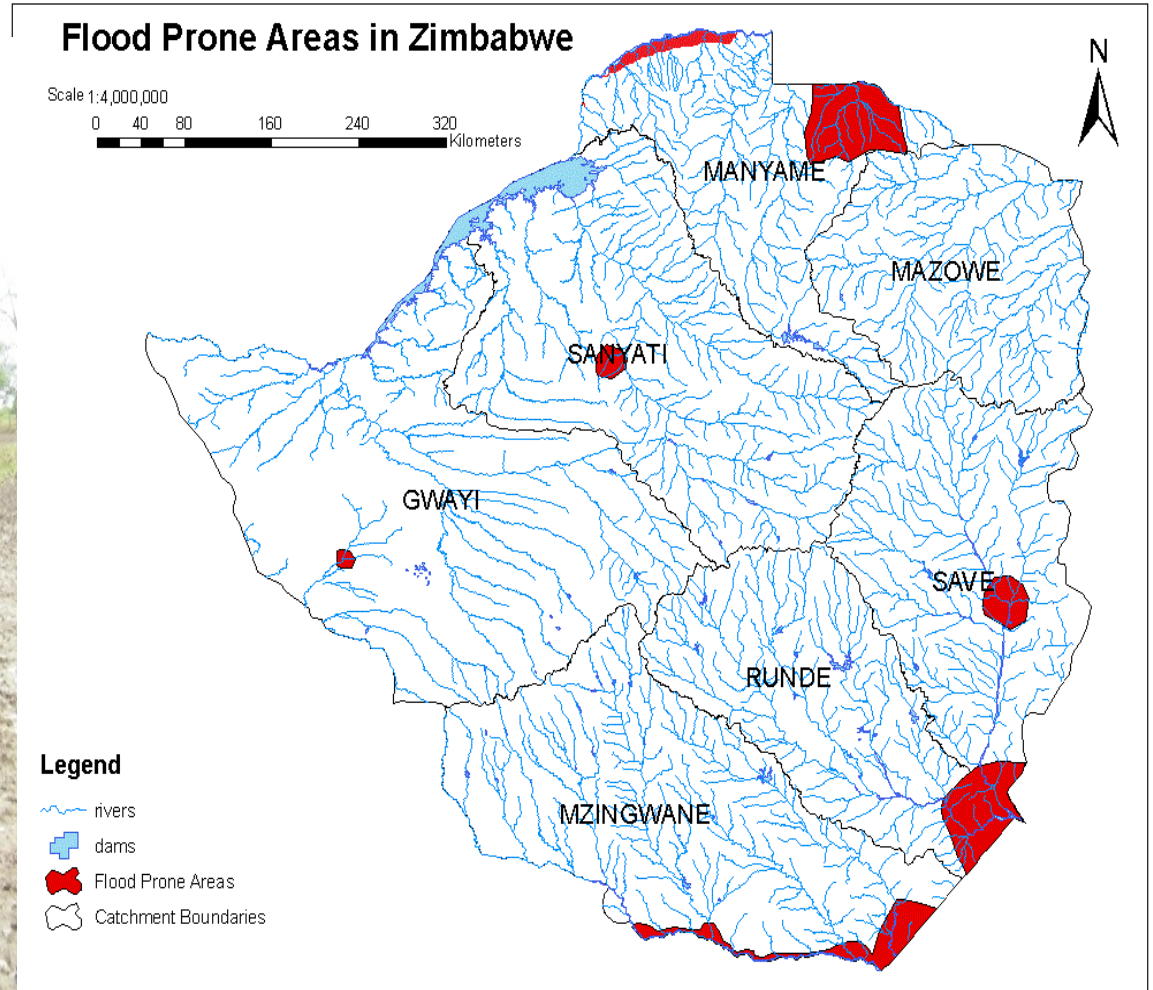 Flood Prone Areas in Zimbabwe
N
Scale 1:4,000,000
0 40 80 160 240 320
Kilometers
MANYAME
MAZOWE
SANYATI
GWAYI
SAVE
RUNDE
MZINGWANE
Legend
rivers
dams
Flood Prone Areas
Catchment Boundaries